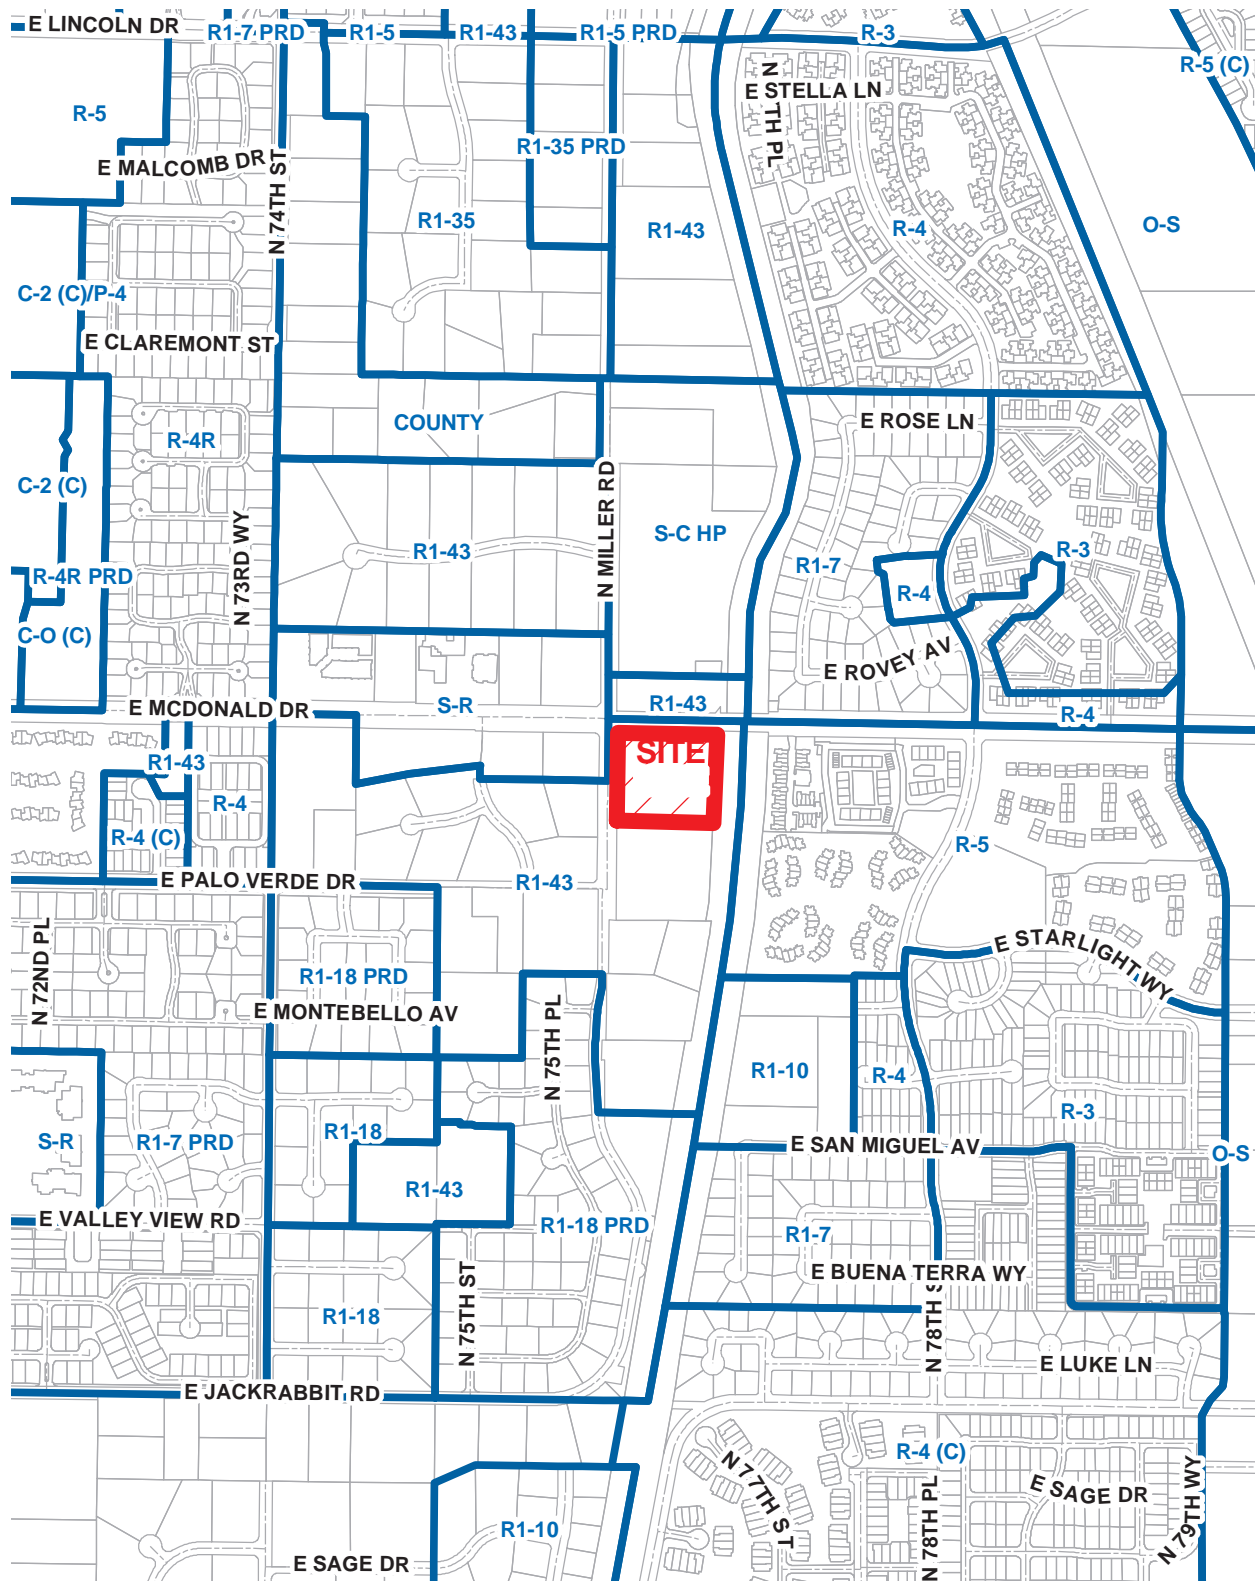 E LINCOLN DR
R1-7 PRD
R1-5
R1-43
R1-5 PRD
R-3
R-5 (C)
R-5
E STELLA LN
E MALCOMB DR
N 74TH ST
R1-35 PRD
R1-35
R1-43
R-4
O-S
C-2 (C)/P-4
E CLAREMONT ST
COUNTY
E ROSE LN
R-4R
C-2 (C)
N 73RD WY
N MILLER RD
S-C HP
R1-43
R1-7
R-3
R-4R PRD
R-4
C-O (C)
E ROVEY AV
E MCDONALD DR
S-R
R1-43
R-4
R1-43
SITE
R-4
R-4 (C)
R-5
E PALO VERDE DR
R1-43
N 72ND PL
E STARLIGHT WY
R1-18 PRD
E MONTEBELLO AV
N 75TH PL
R1-10
R-4
R-3
S-R
R1-7 PRD
R1-18
E SAN MIGUEL AV
O-S
R1-43
E VALLEY VIEW RD
R1-18 PRD
R1-7
E BUENA TERRA WY
R1-18
N 75TH ST
N 78TH S
E LUKE LN
E JACKRABBIT RD
R-4 (C)
N 77TH ST
N 78TH PL
E SAGE DR
N 79TH WY
R1-10
E SAGE DR